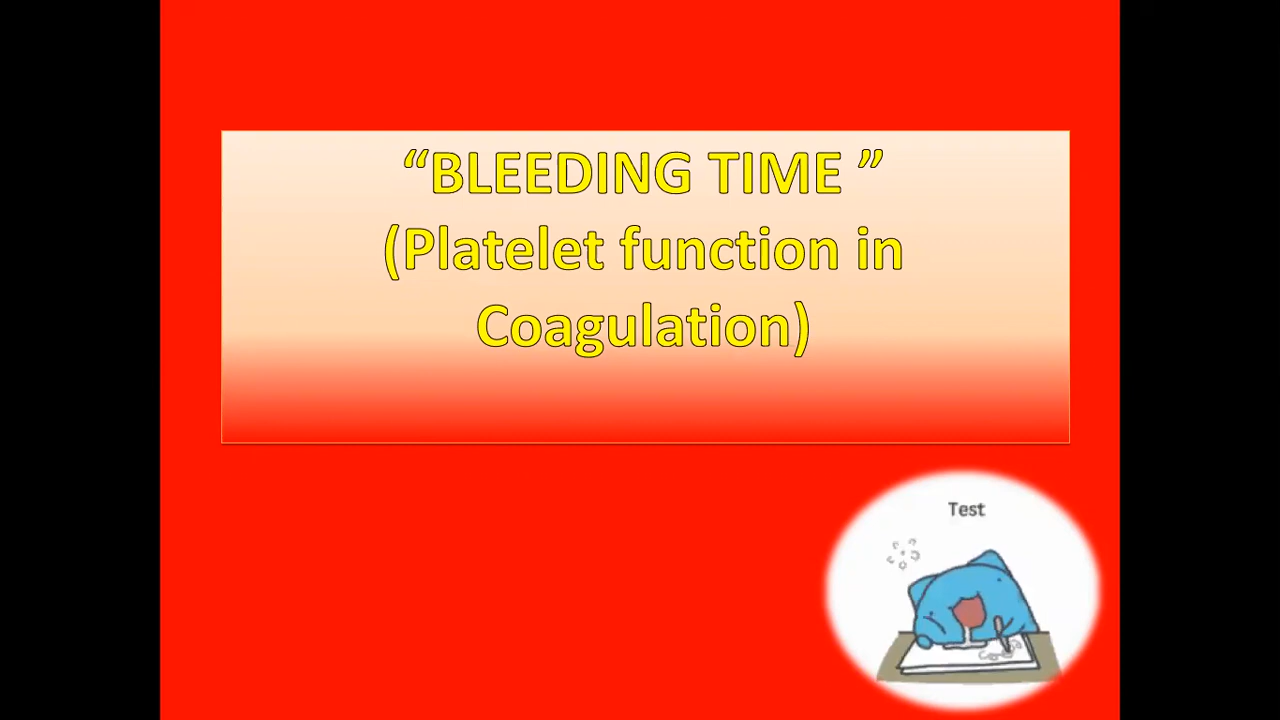 “BLEEDING TIME ”
(Platelet function in
Coagulation)
Test